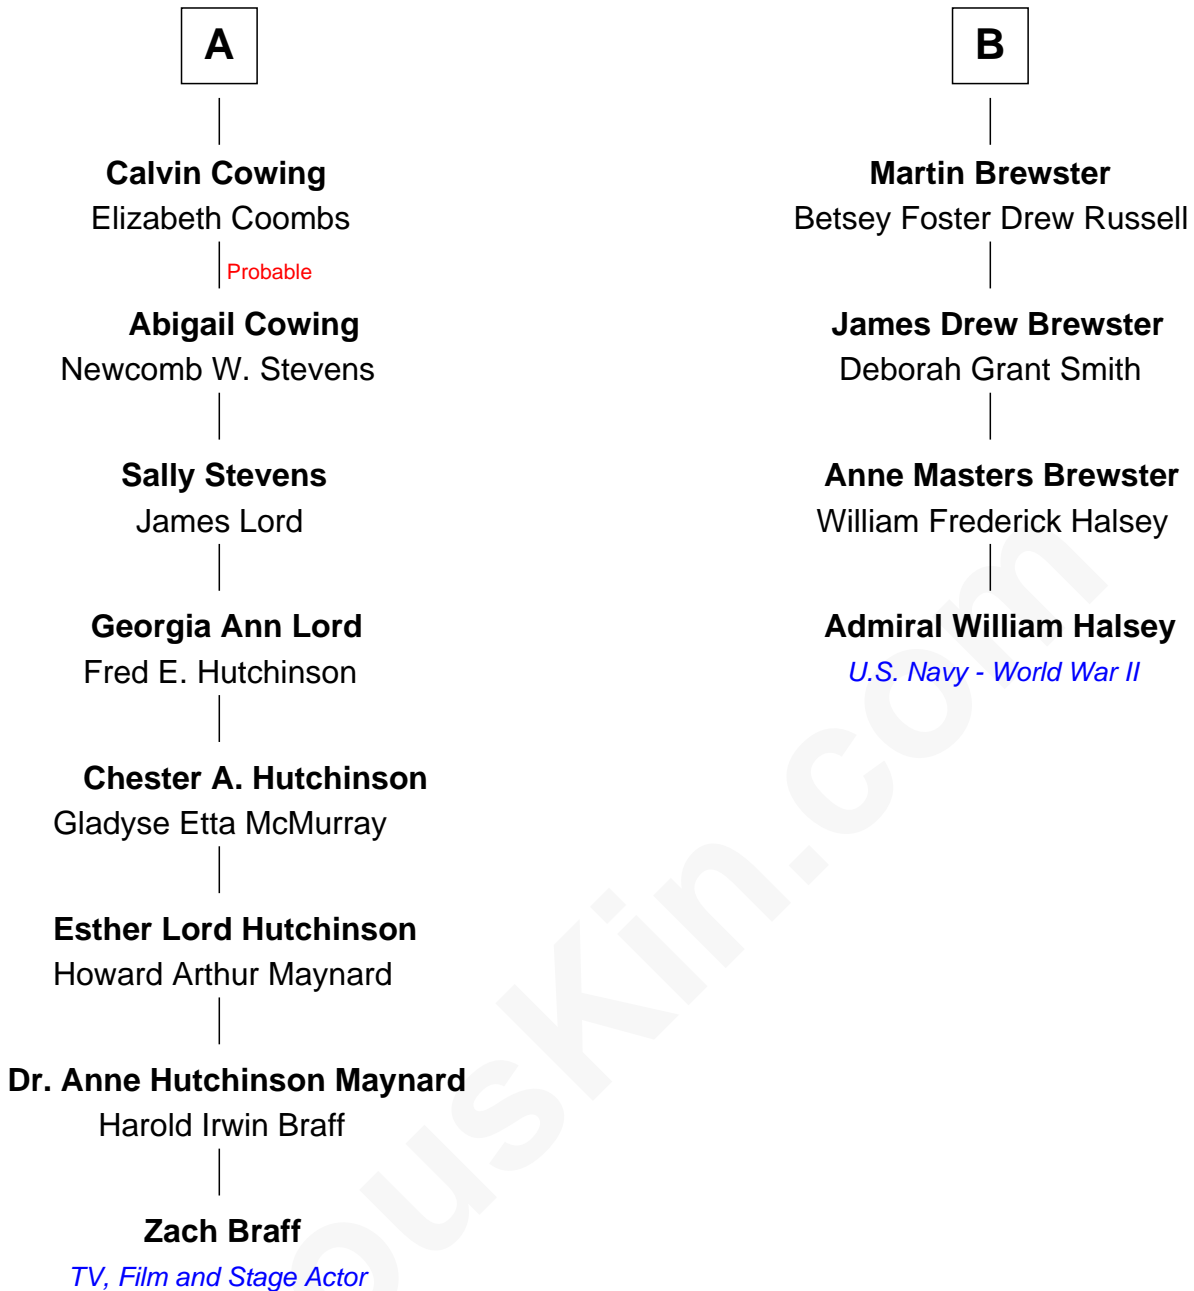 A
Calvin Cowing
Elizabeth Coombs
Probable
Abigail Cowing
Newcomb W. Stevens
Sally Stevens
James Lord
Georgia Ann Lord
Fred E. Hutchinson
Chester A. Hutchinson
Gladyse Etta McMurray
Esther Lord Hutchinson
Howard Arthur Maynard
Dr. Anne Hutchinson Maynard
Harold Irwin Braff
Zach Braff
TV, Film and Stage Actor
B
Martin Brewster
Betsey Foster Drew Russell
James Drew Brewster
Deborah Grant Smith
Anne Masters Brewster
William Frederick Halsey
Admiral William Halsey
U.S. Navy - World War II
ousKin.com